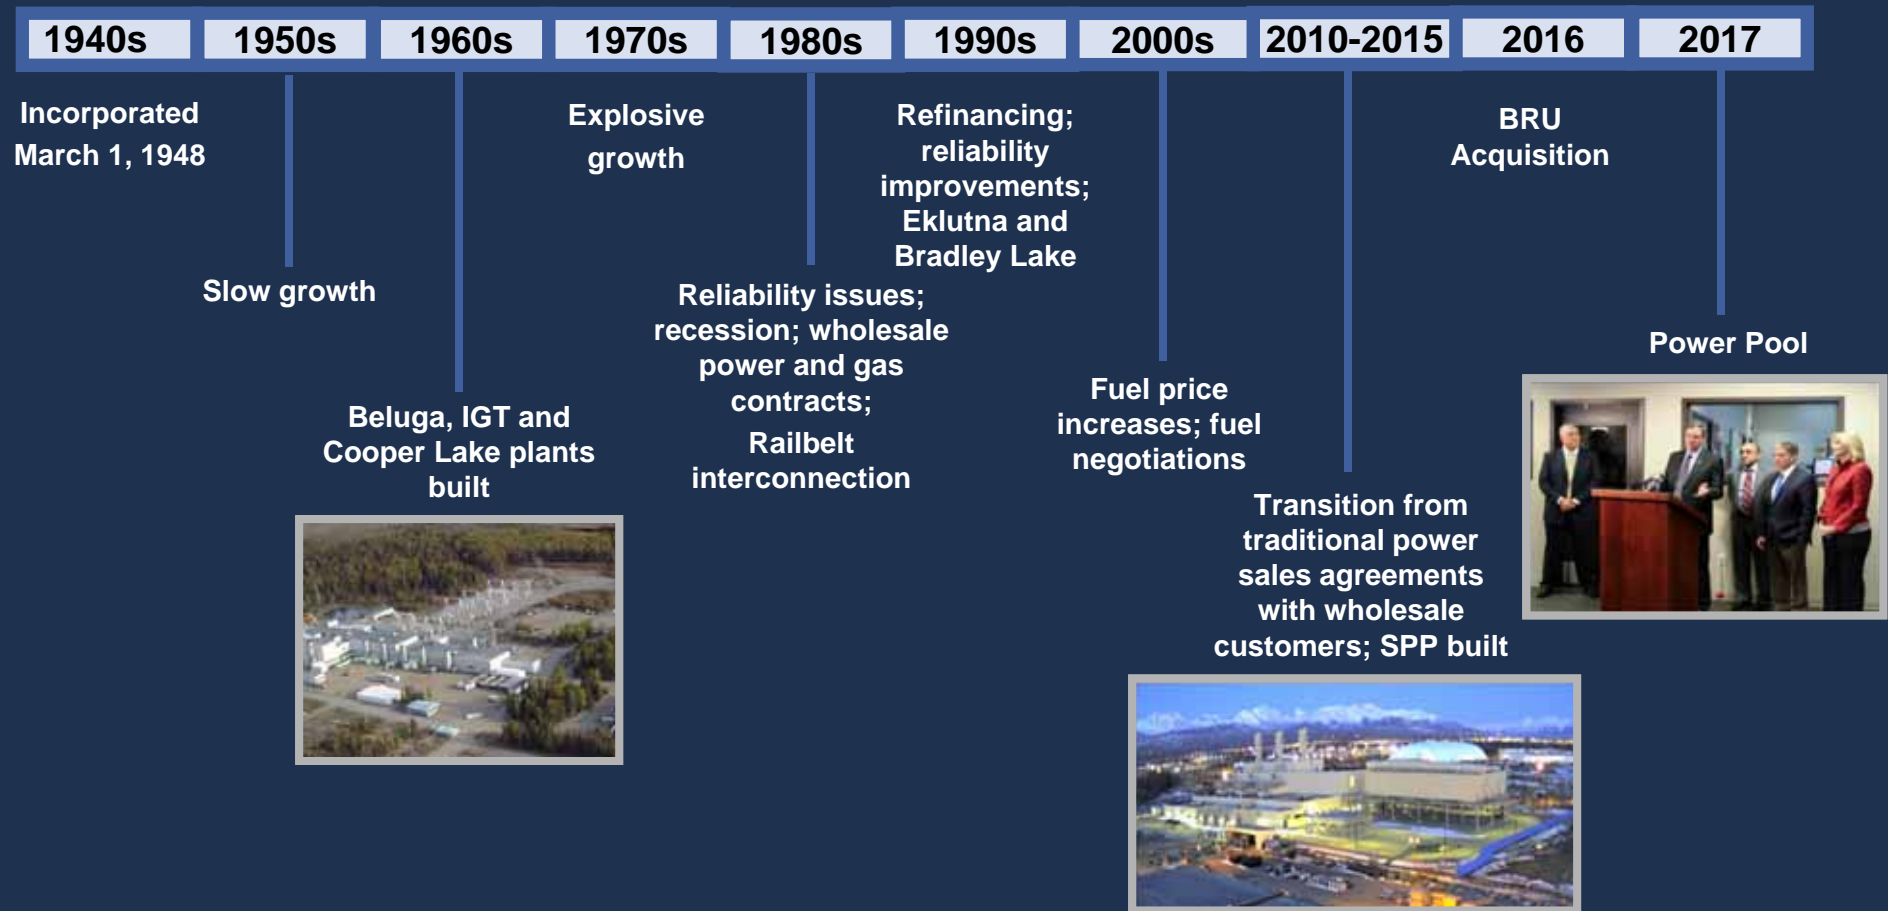 1940s
1950s
1960s
1970s
1980s
1990s
2000s
2010-2015
2016
2017
Incorporated
March 1, 1948
Slow growth
Beluga, IGT and
Cooper Lake plants
built
Explosive
growth
Reliability issues;
recession; wholesale
power and gas
contracts;
Railbelt
interconnection
Refinancing;
reliability
improvements;
Eklutna and
Bradley Lake
Fuel price
increases; fuel
negotiations
Transition from
traditional power
sales agreements
with wholesale
customers; SPP built
BRU
Acquisition
Power Pool